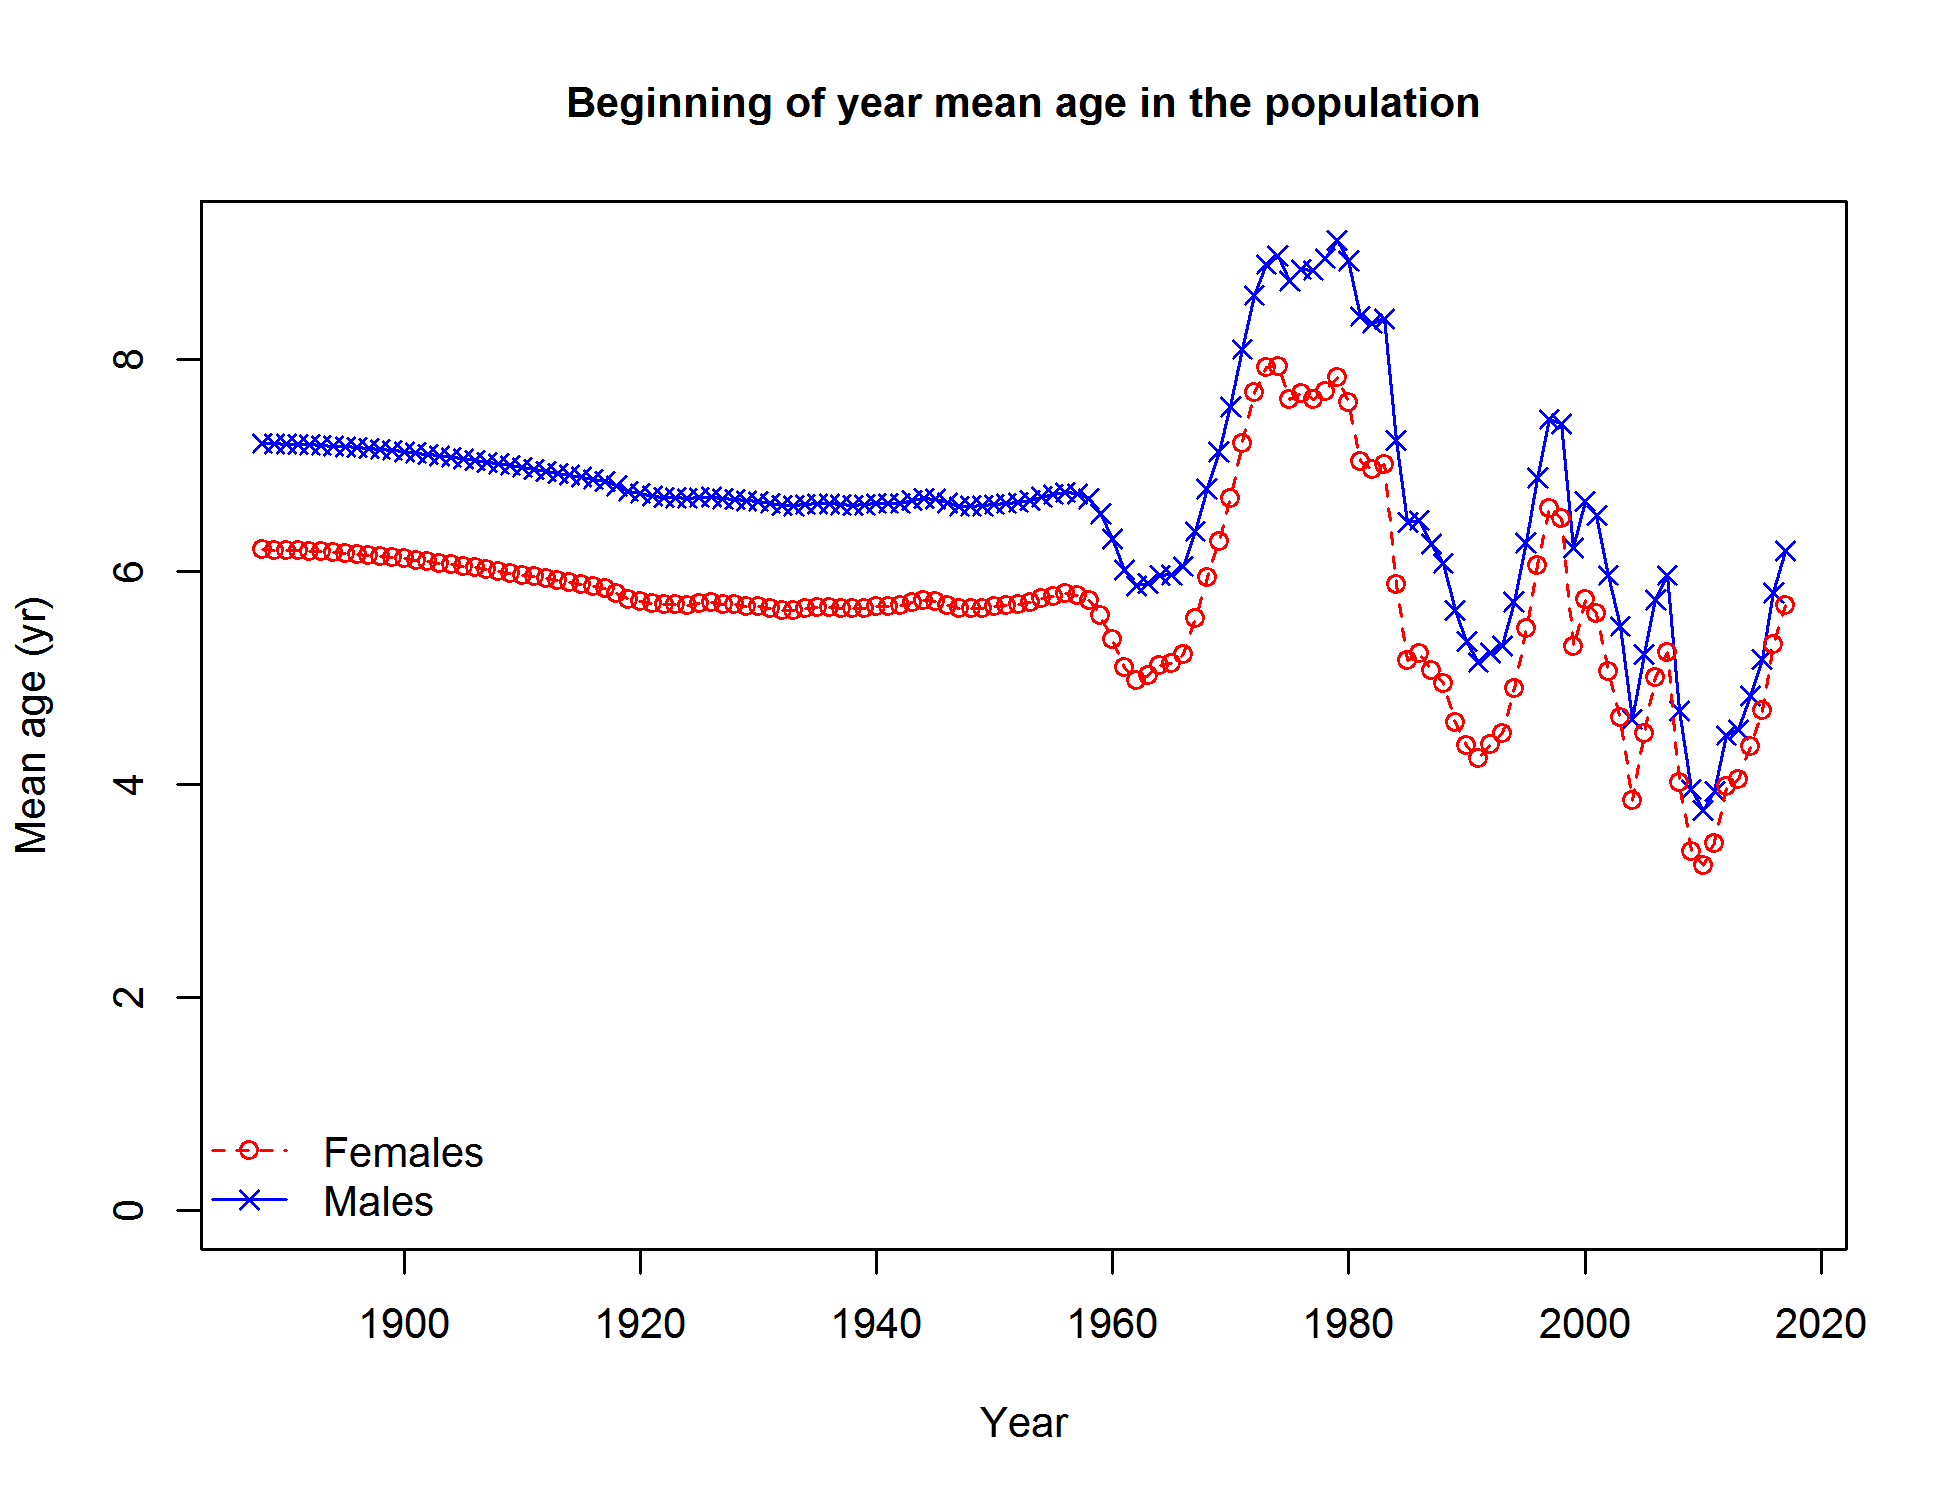 Beginning of year mean age in the population
Mean age (yr)
8
6
4
2
0
Females
Males
1900 1920 1940 1960 1980 2000 2020
Year